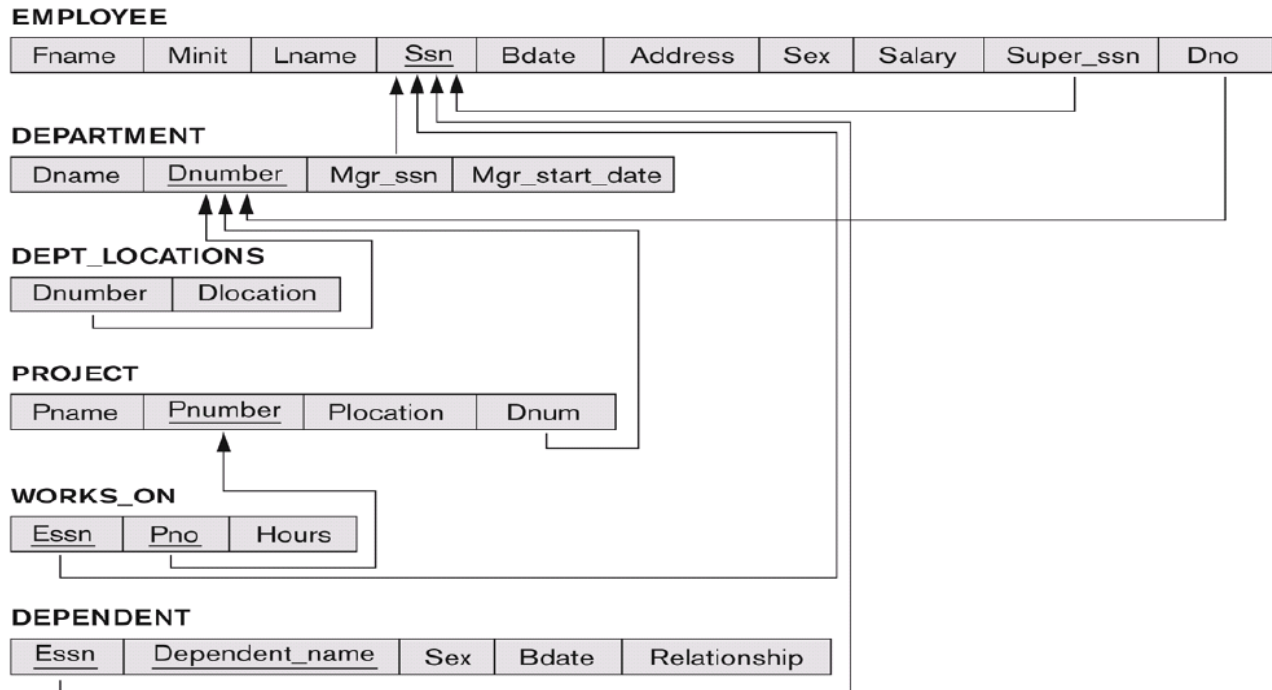 EMPLOYEE
Fname Minit Lname Ssn Bdate Address Sex Salary Super_ssn Dno
DEPARTMENT
Dname Dnumber Mgr_ssn Mgr_start_date
DEPT_LOCATIONS
Dnumber Dlocation
PROJECT
Pname Pnumber Plocation Dnum
WORKS_ON
Essn Pno Hours
DEPENDENT
Essn Dependent_name Sex Bdate Relationship